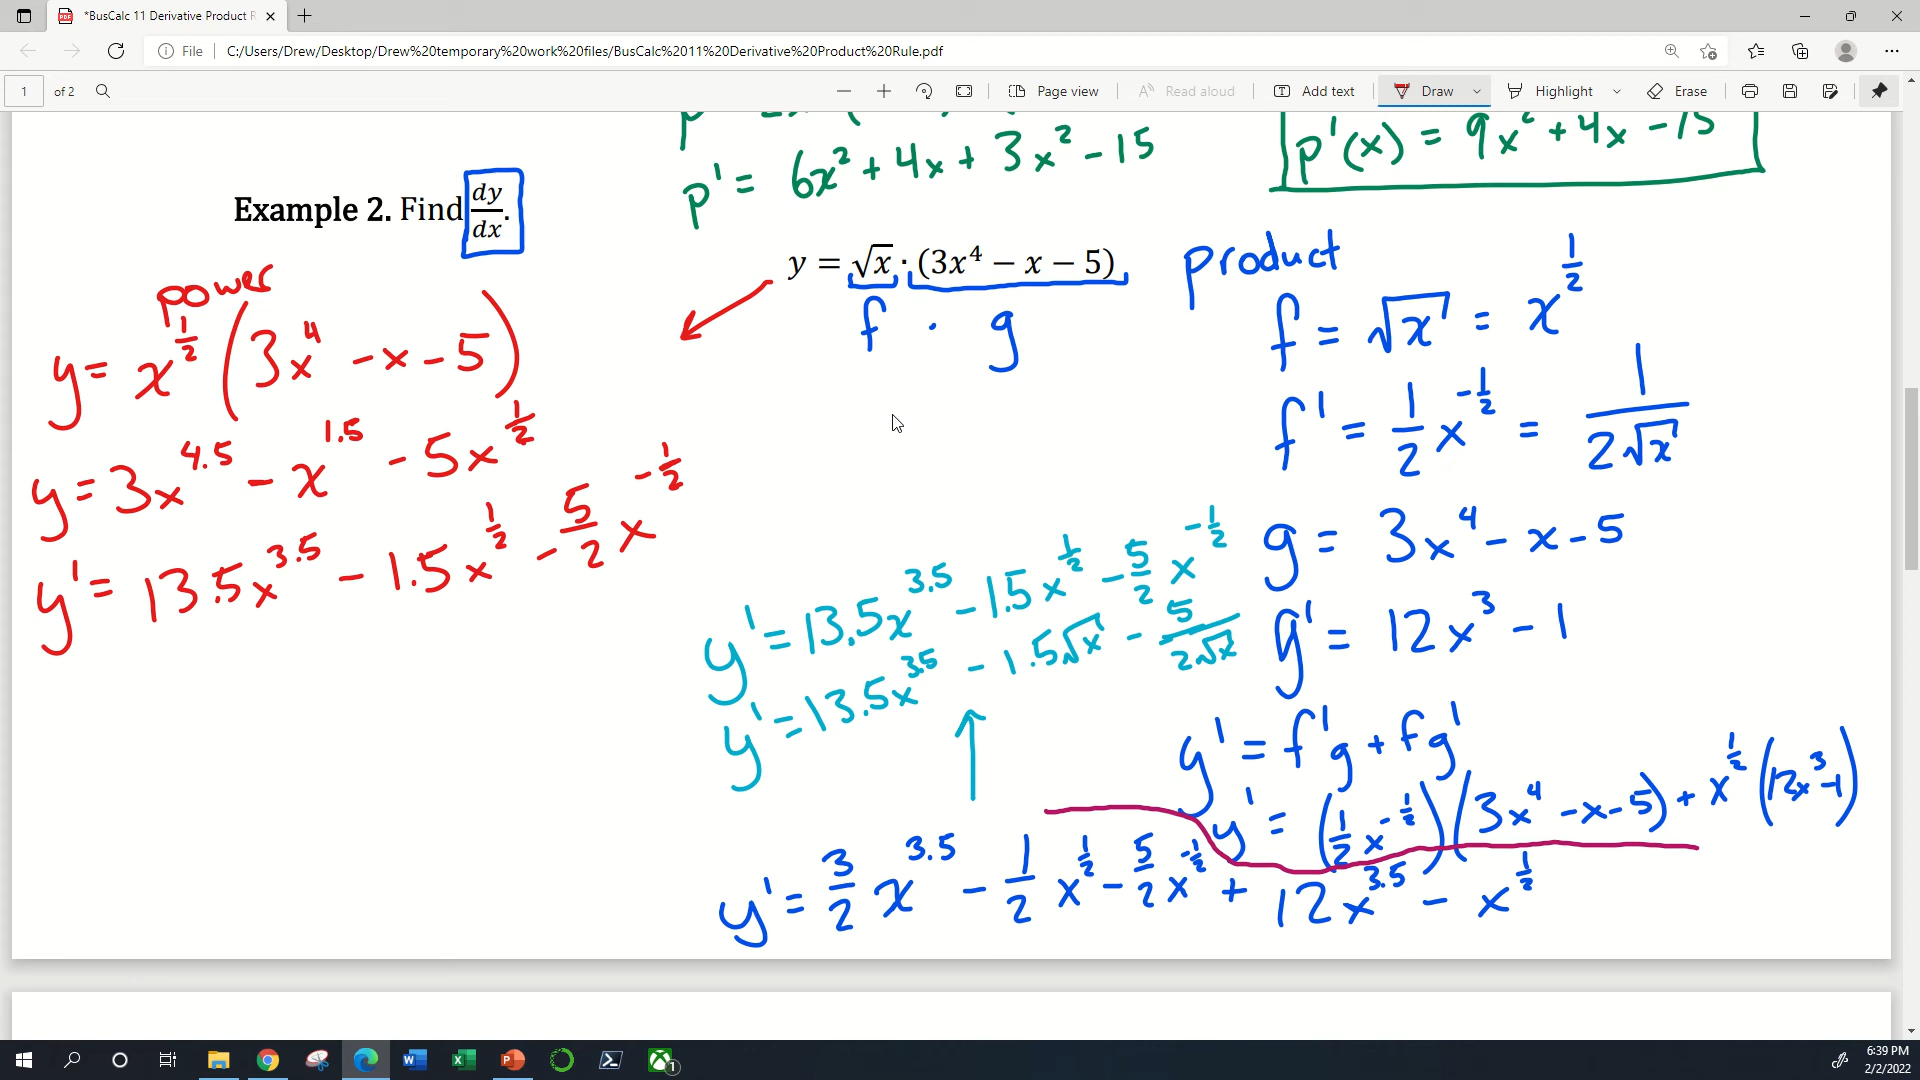 *BusCalc 11 Derivative Product R
File
C:/Users/Drew/Desktop/Drew%20temporary%20work%20files/BusCalc%2011%20Derivative%20Product%20Rule.pdf
1 of 2
Page view
Read aloud
Add text
Draw
Highlight
Erase
p' = 6x² + 4x + 3x² - 15
p'(x) = 9x² + 4x - 15
Example 2. Find dy/dx.
y = √x · (3x⁴ − x − 5)
f · g
power
y = x^(1/2) (3x⁴ - x - 5)
y = 3x^4.5 - x^1.5 - 5x^(1/2)
y' = 13.5x^3.5 - 1.5x^(1/2) - 5/2 x^(-1/2)
product
f = √x = x^(1/2)
f' = 1/2 x^(-1/2) = 1/(2√x)
g = 3x⁴ - x - 5
g' = 12x³ - 1
y' = 13.5x^3.5 - 1.5x^(1/2) - 5/2 x^(-1/2)
y' = 13.5x^3.5 - 1.5√x - 5/(2√x)
y' = f'g + fg'
y' = (1/2 x^(-1/2))(3x⁴ - x - 5) + x^(1/2) (12x³ - 1)
y' = 3/2 x^3.5 - 1/2 x^(1/2) - 5/2 x^(-1/2) + 12x^3.5 - x^(1/2)
6:39 PM
2/2/2022